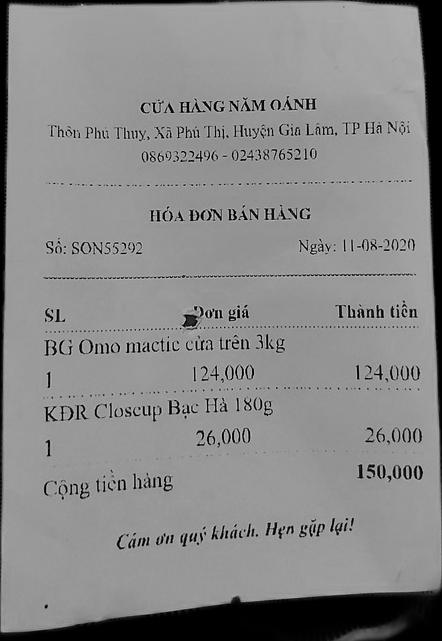 CỬA HÀNG NĂM OÁNH
Thôn Phú Thuỵ, Xã Phú Thị, Huyện Gia Lâm, TP Hà Nội
0869322496 - 02438765210
HÓA ĐƠN BÁN HÀNG
Số: SON55292 Ngày: 11-08-2020
SL Đơn giá Thành tiền
BG Omo mactic cửa trên 3kg
1 124,000 124,000
KĐR Closeup Bạc Hà 180g
1 26,000 26,000
Cộng tiền hàng 150,000
Cám ơn quý khách. Hẹn gặp lại!